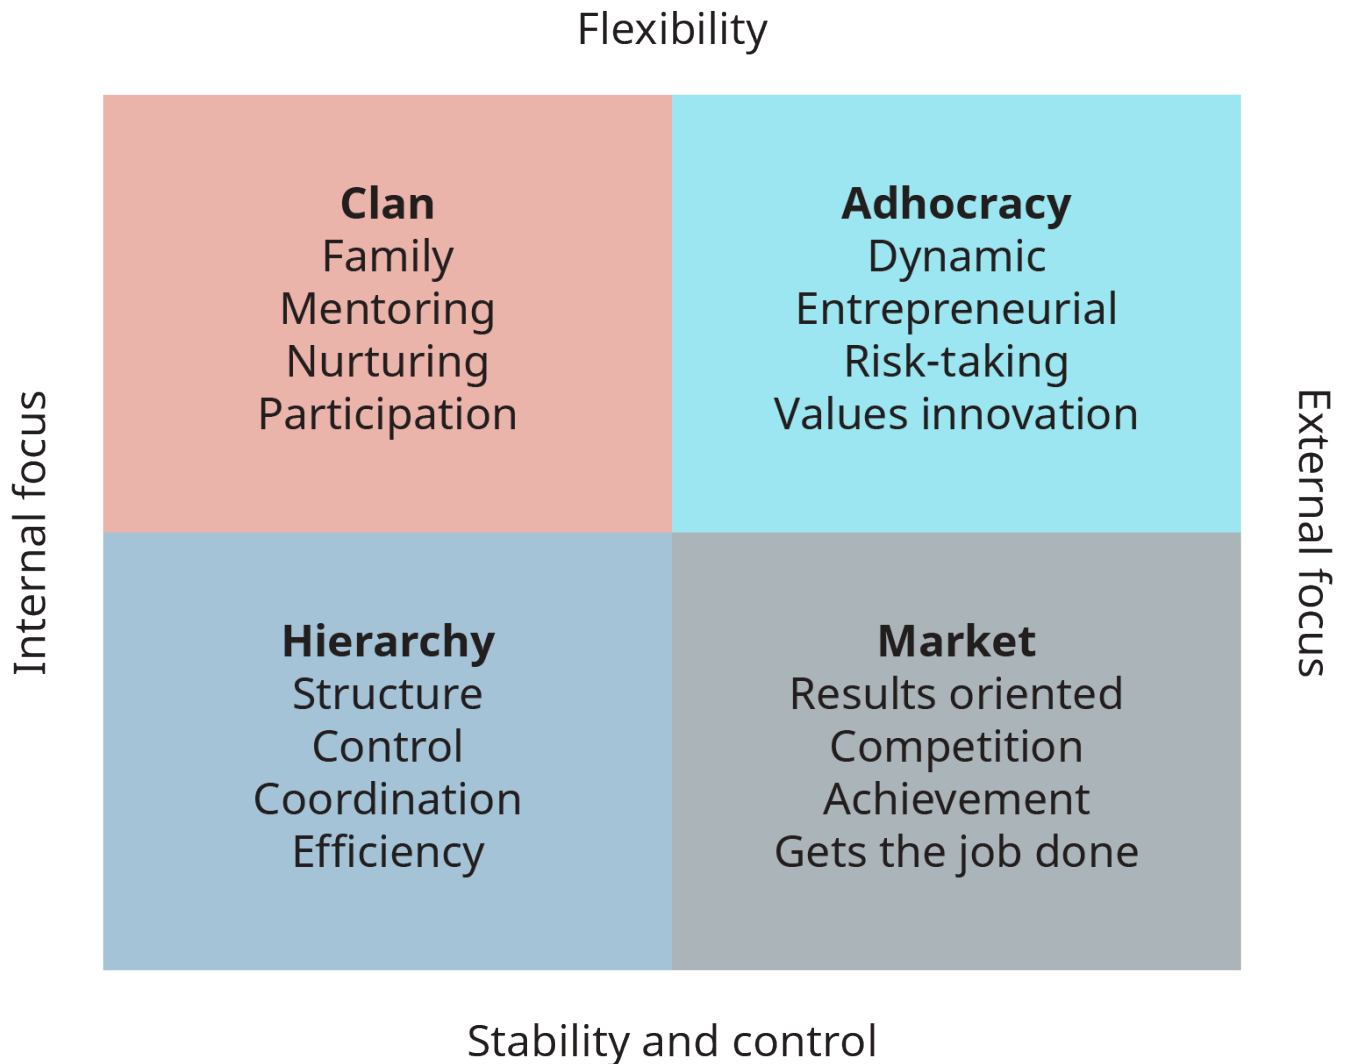 Flexibility
Clan
Family
Mentoring
Nurturing
Participation
Adhocracy
Dynamic
Entrepreneurial
Risk-taking
Values innovation
Internal focus
External focus
Hierarchy
Structure
Control
Coordination
Efficiency
Market
Results oriented
Competition
Achievement
Gets the job done
Stability and control